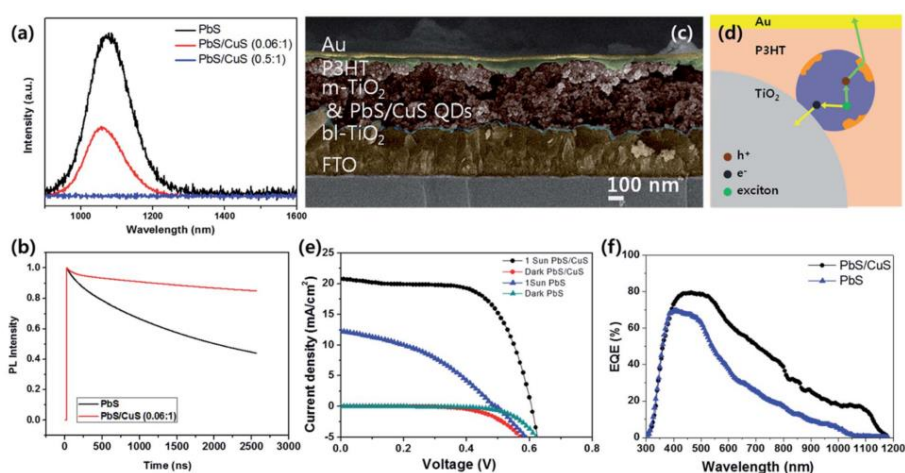 (a)
PbS
PbS/CuS (0.06:1)
PbS/CuS (0.5:1)
Intensity (a.u.)
1000 1200 1400 1600
Wavelength (nm)
(c)
Au
P3HT
m-TiO2
& PbS/CuS QDs
bl-TiO2
FTO
100 nm
(d)
Au
P3HT
TiO2
h+
e-
exciton
(b)
1.0
0.8
0.6
0.4
0.2
0.0
PL Intensity
PbS
PbS/CuS (0.06:1)
0 500 1000 1500 2000 2500 3000
Time (ns)
(e)
25
20
15
10
5
0
-5
Current density (mA/cm2)
1 Sun PbS/CuS
Dark PbS/CuS
1Sun PbS
Dark PbS
0.0 0.2 0.4 0.6 0.8
Voltage (V)
(f)
100
80
60
40
20
0
EQE (%)
PbS/CuS
PbS
300 400 500 600 700 800 900 1000 1100 1200
Wavelength (nm)